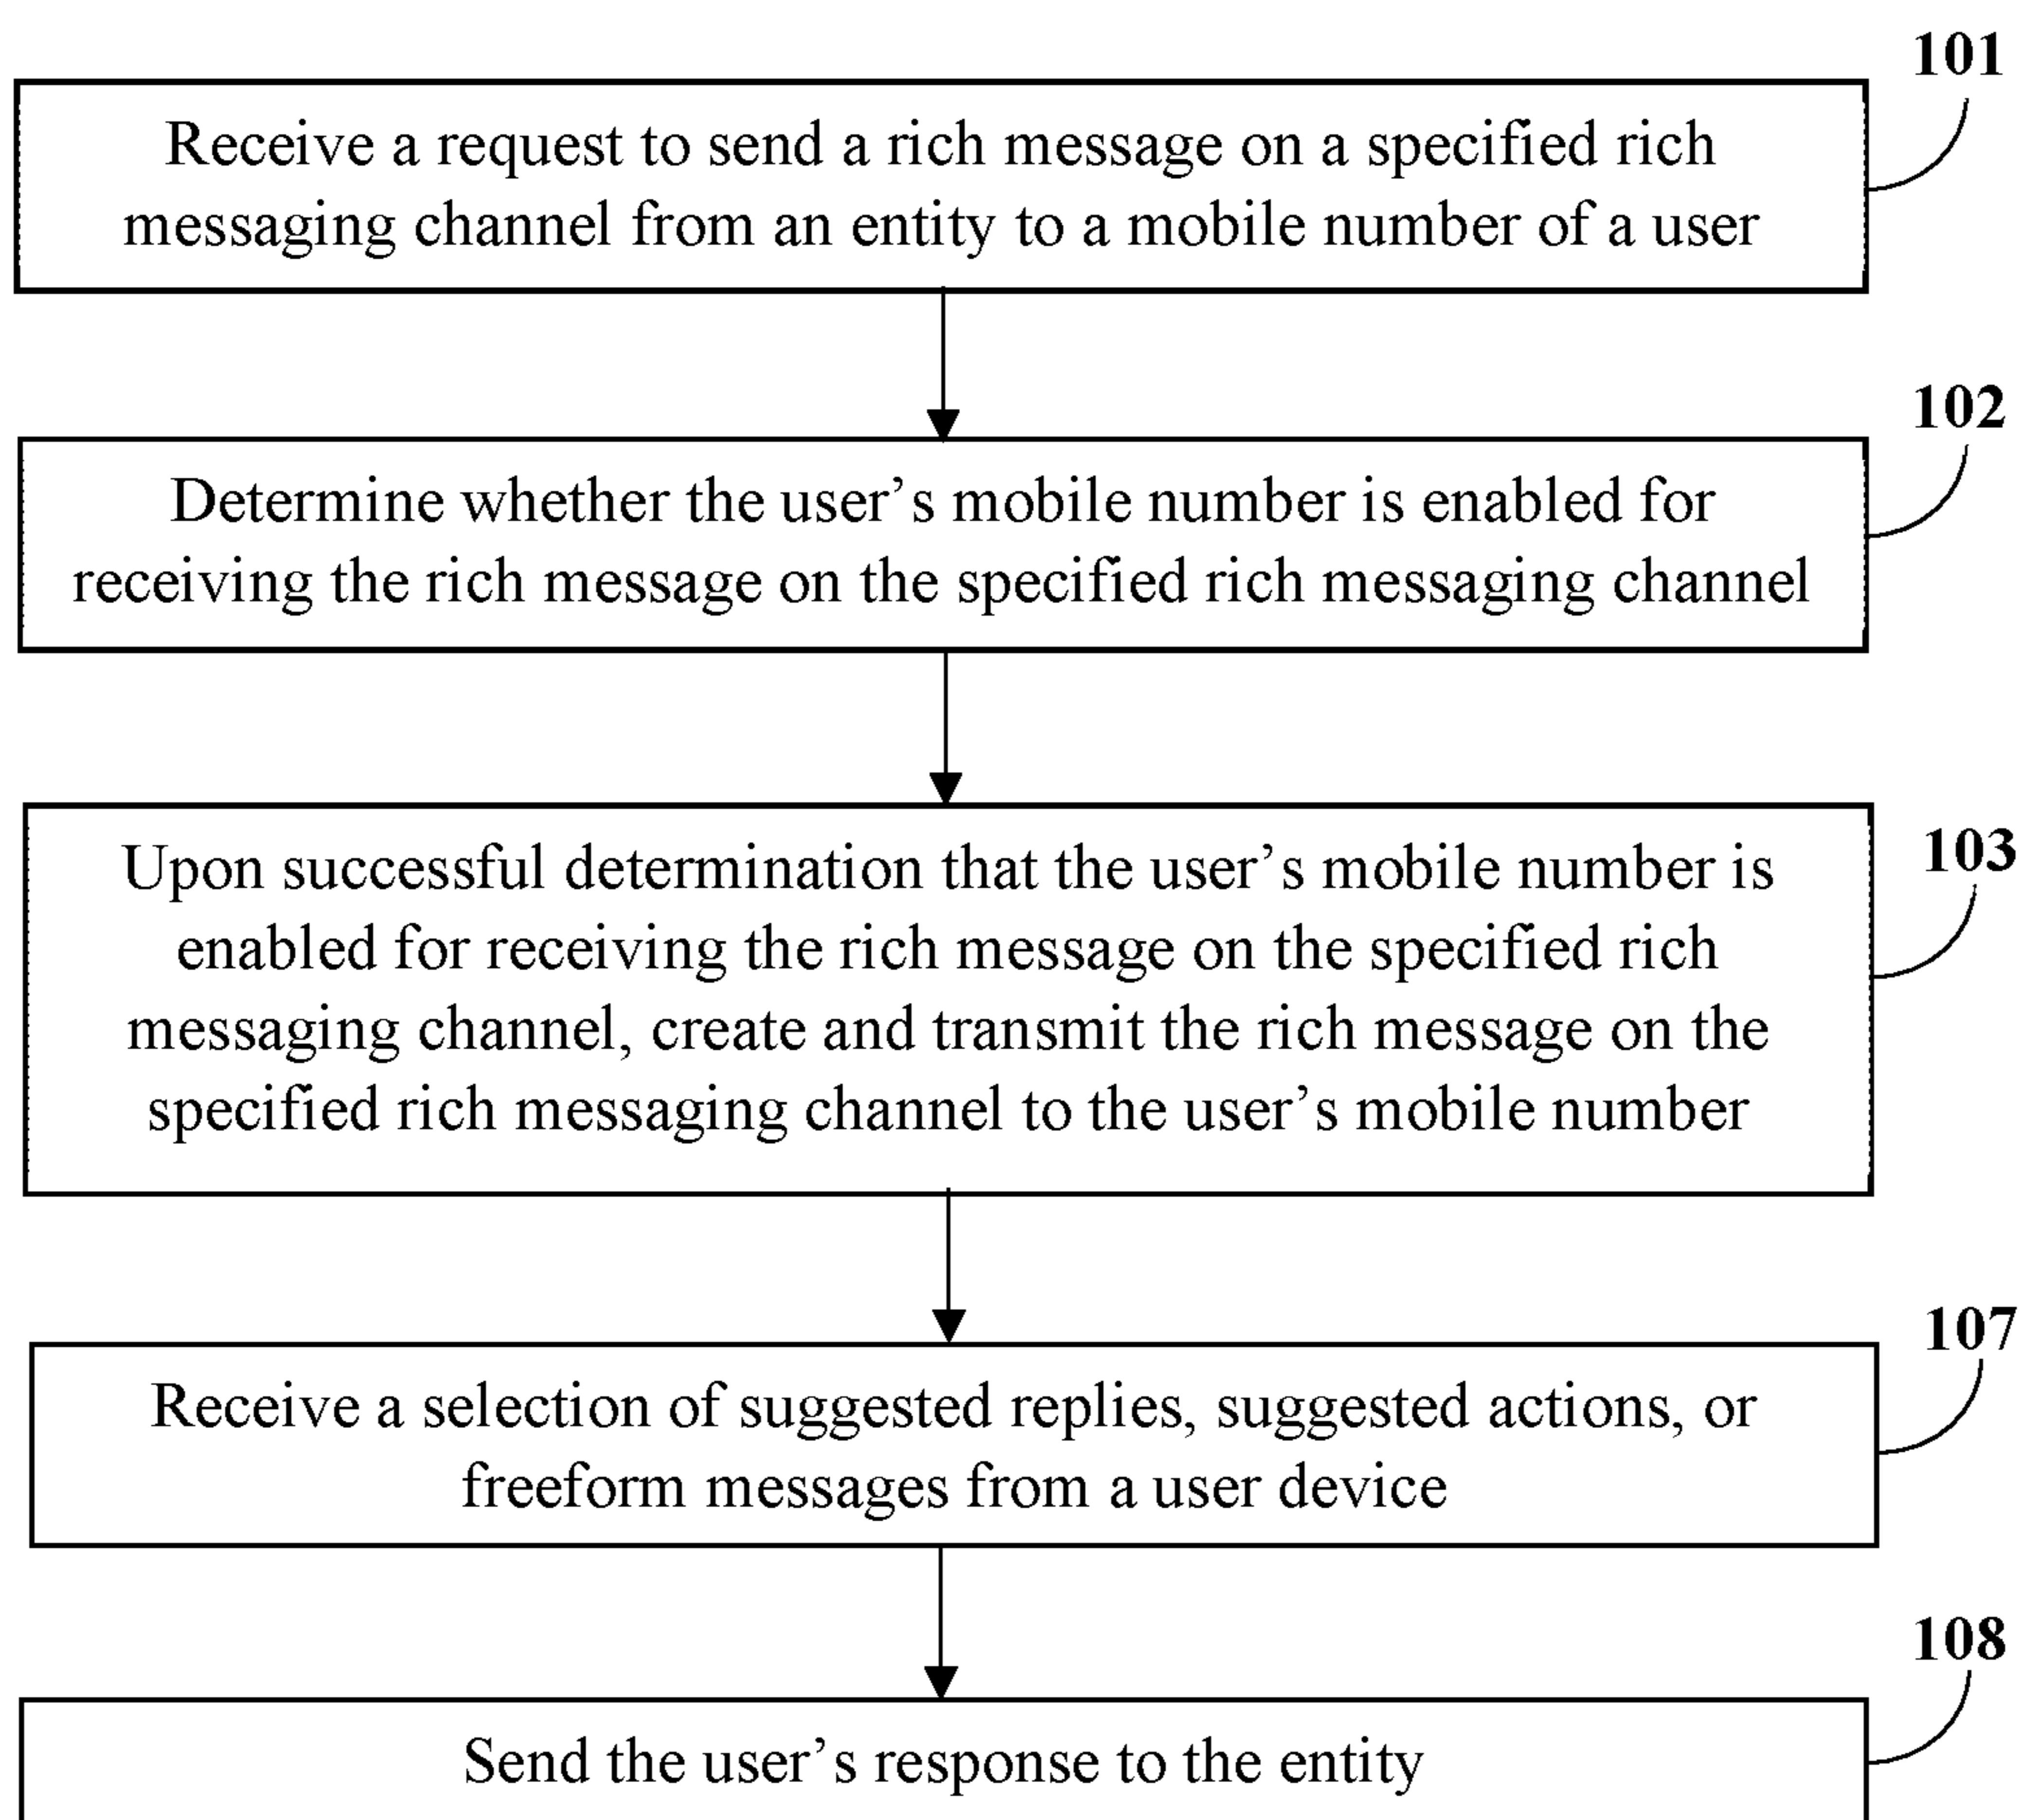 101
Receive a request to send a rich message on a specified rich
messaging channel from an entity to a mobile number of a user
102
Determine whether the user’s mobile number is enabled for
receiving the rich message on the specified rich messaging channel
103
Upon successful determination that the user’s mobile number is
enabled for receiving the rich message on the specified rich
messaging channel, create and transmit the rich message on the
specified rich messaging channel to the user’s mobile number
107
Receive a selection of suggested replies, suggested actions, or
freeform messages from a user device
108
Send the user’s response to the entity